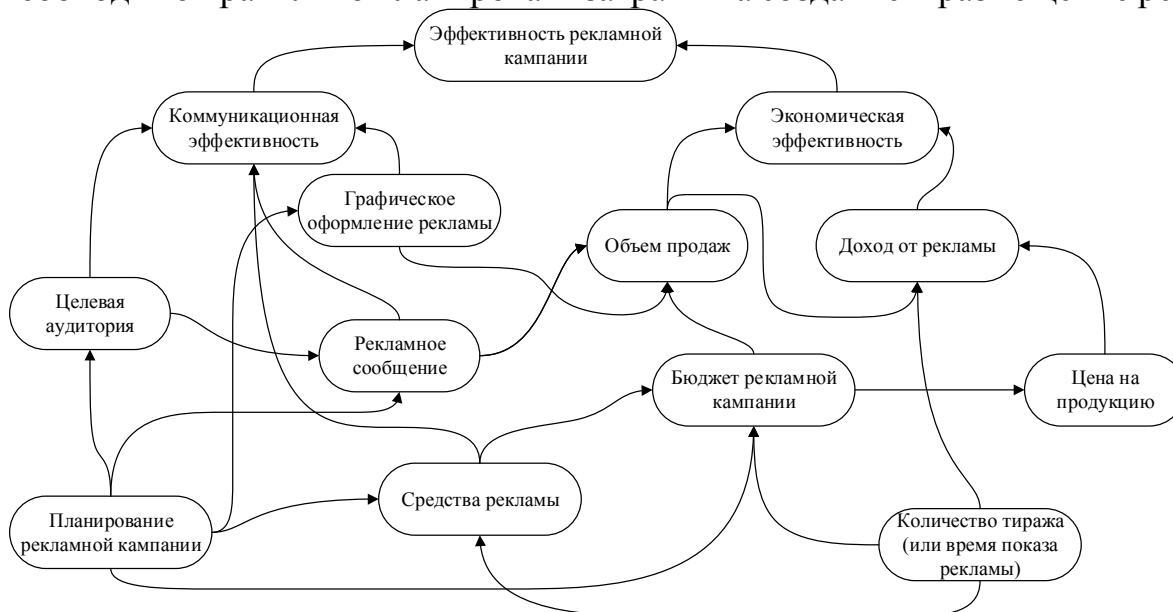 Эффективность рекламной
кампании
Коммуникационная
эффективность
Экономическая
эффективность
Графическое
оформление рекламы
Объем продаж
Доход от рекламы
Целевая
аудитория
Рекламное
сообщение
Бюджет рекламной
кампании
Цена на
продукцию
Средства рекламы
Планирование
рекламной кампании
Количество тиража
(или время показа
рекламы)